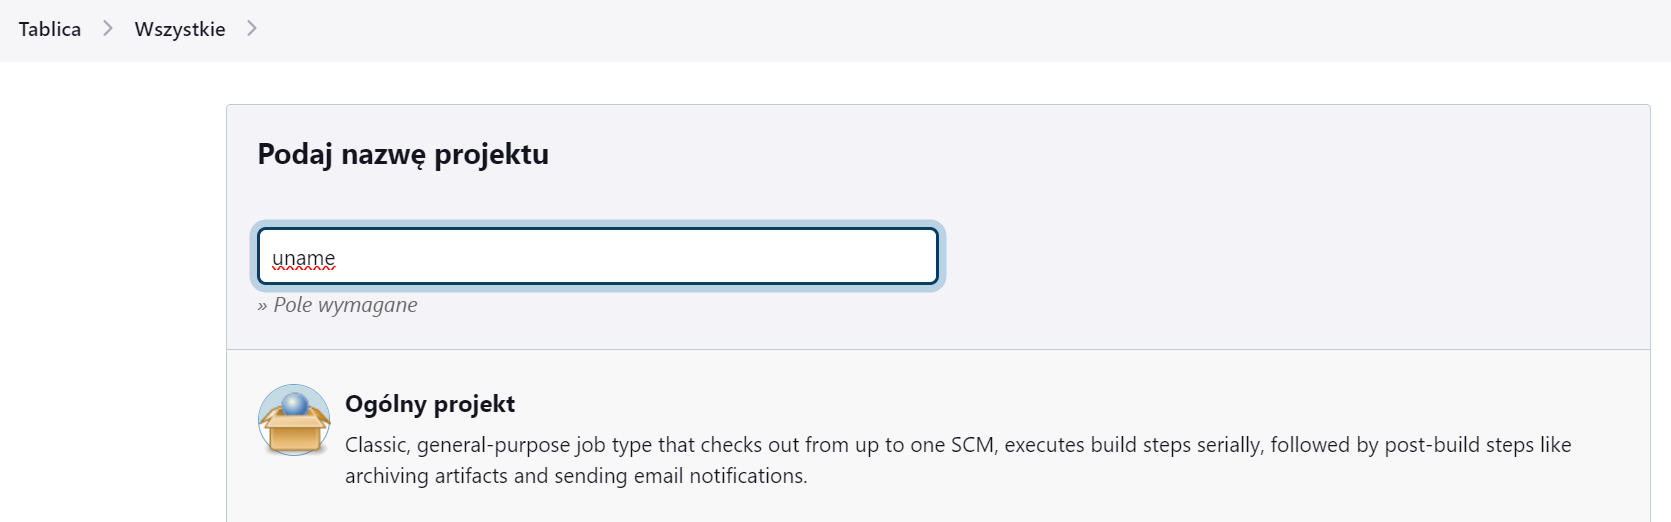 Tablica > Wszystkie >
Podaj nazwę projektu
uname
» Pole wymagane
Ogólny projekt
Classic, general-purpose job type that checks out from up to one SCM, executes build steps serially, followed by post-build steps like
archiving artifacts and sending email notifications.